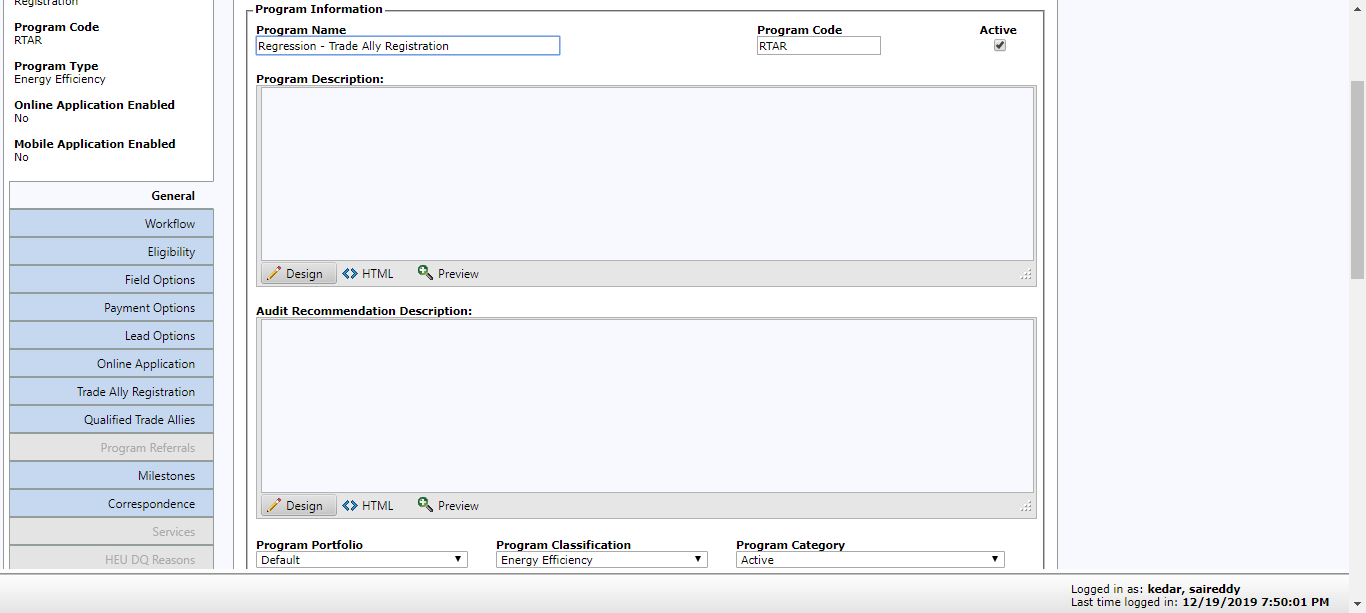 Registration
Program Code
RTAR
Program Type
Energy Efficiency
Online Application Enabled
No
Mobile Application Enabled
No
General
Workflow
Eligibility
Field Options
Payment Options
Lead Options
Online Application
Trade Ally Registration
Qualified Trade Allies
Program Referrals
Milestones
Correspondence
Services
HEU DQ Reasons
Program Information
Program Name Program Code Active
Regression - Trade Ally Registration RTAR
Program Description:
Design HTML Preview
Audit Recommendation Description:
Design HTML Preview
Program Portfolio Program Classification Program Category
Default Energy Efficiency Active
Logged in as: kedar, saireddy
Last time logged in: 12/19/2019 7:50:01 PM